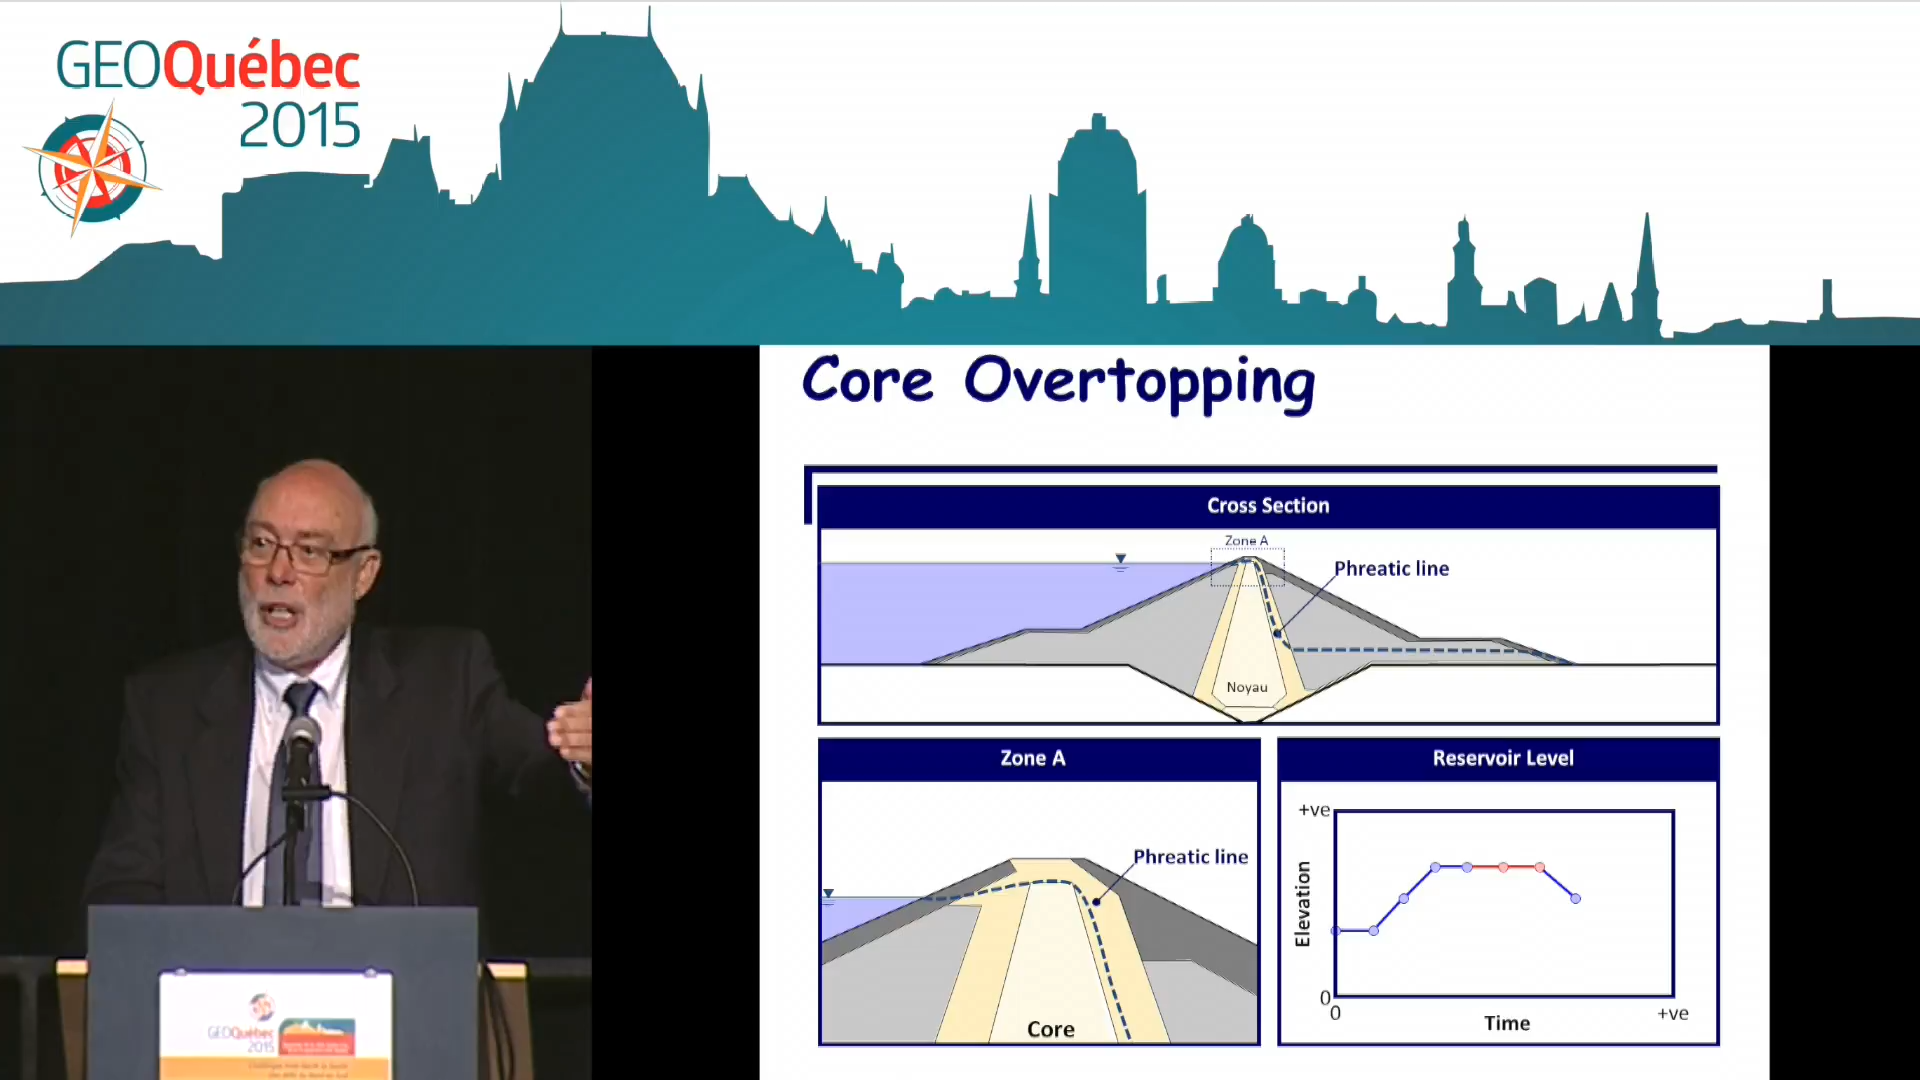 GEOQuébec
2015
Core Overtopping
Cross Section
Zone A
Phreatic line
Noyau
Zone A
Phreatic line
Core
Reservoir Level
+ve
Elevation
0
0
Time
+ve
GEOQuébec
2015